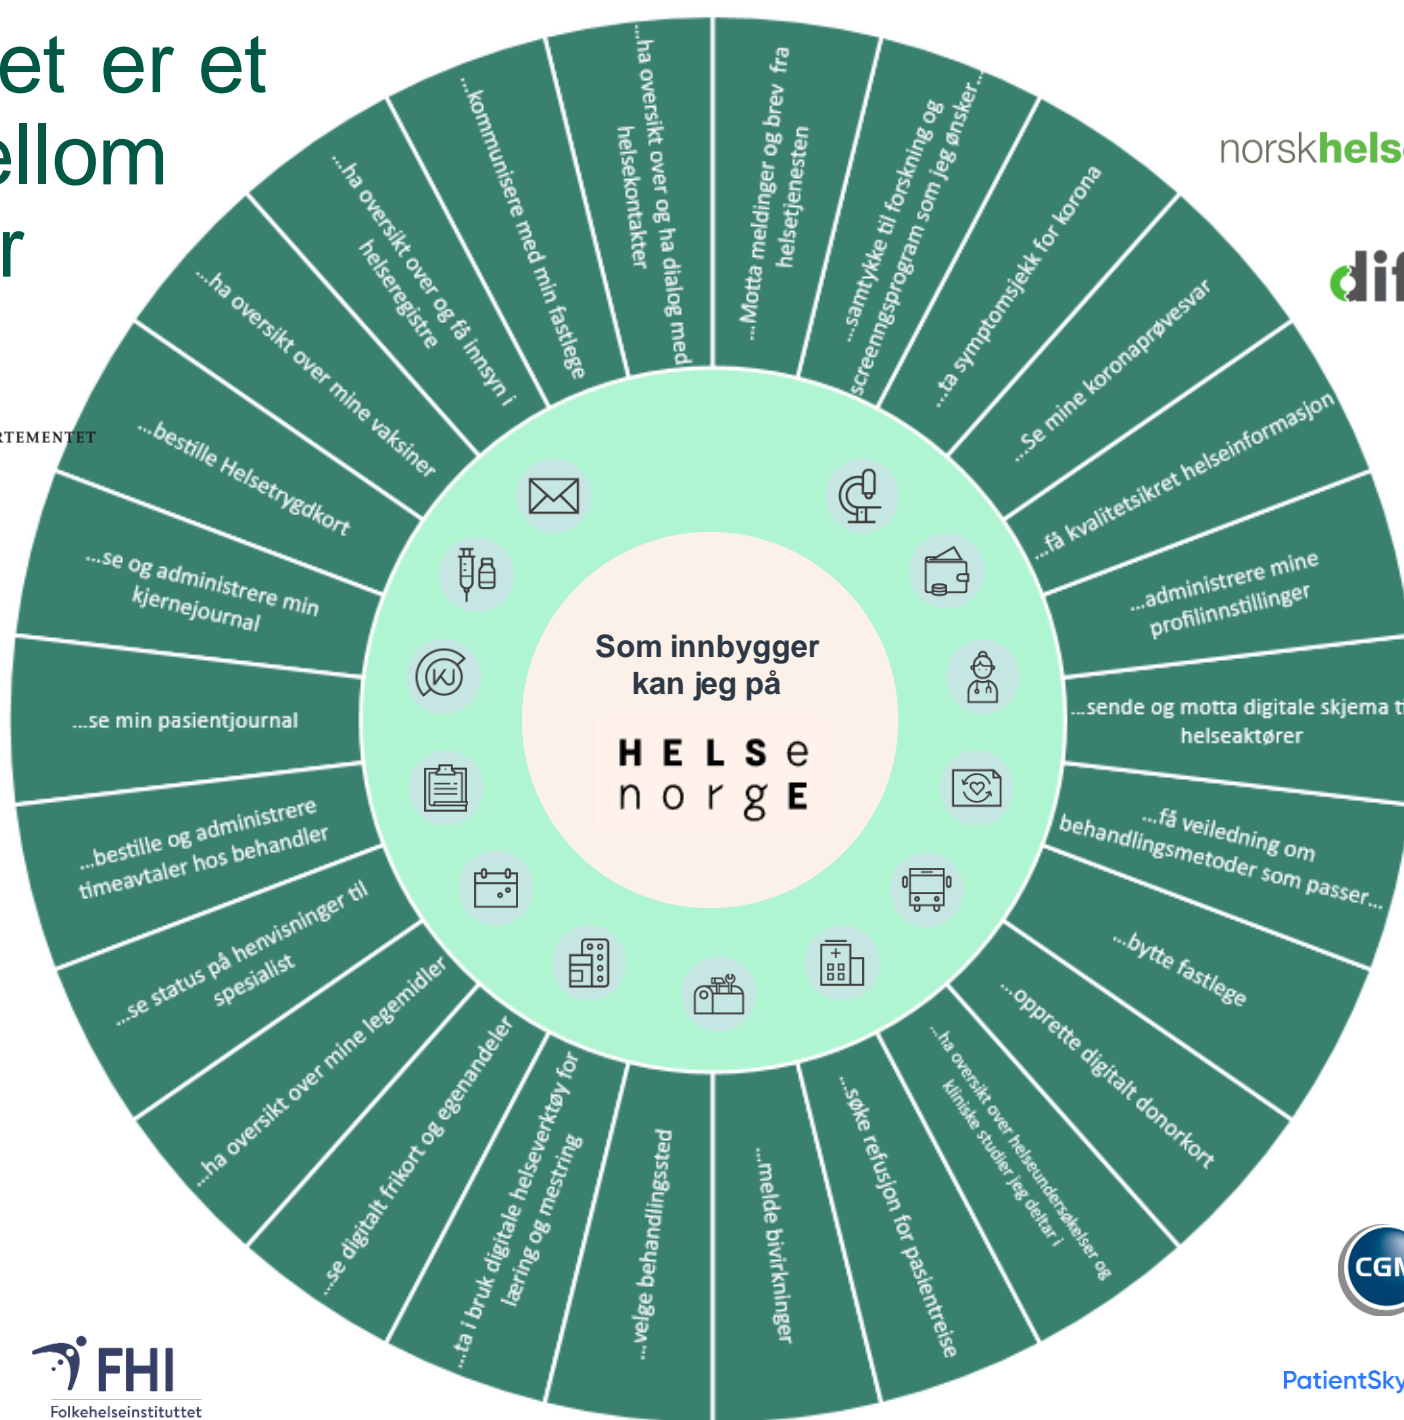 et er et
ellom
r
RTEMENTET
norskhels
dif
Som innbygger
kan jeg på
HELSe
norgE
...Motta meldinger og brev fra
helsetjenesten
...samtykke til forskning og
screenngsprogram som jeg ønsker...
...ta symptomsjekk for korona
...Se mine koronaprøvesvar
...få kvalitetsikret helseinformasjon
...administrere mine
profilinnstillinger
...sende og motta digitale skjema ti
helseaktører
...få veiledning om
behandlingsmetoder som passer...
...bytte fastlege
...opprette digitalt donorkort
...ha oversikt over helseundersøkelser og
kliniske studier jeg deltar i
...søke refusjon for pasientreise
...melde bivirkninger
...velge behandlingssted
...ta i bruk digitale helseverktøy for
læring og mestring
...se digitalt frikort og egenandeler
...ha oversikt over mine legemidler
...se status på henvisninger til
spesialist
...bestille og administrere
timeavtaler hos behandler
...se min pasientjournal
...se og administrere min
kjernejournal
...bestille Helsetrygdkort
...ha oversikt over mine vaksiner
...ha oversikt over og få innsyn i
helseregistre
...kommunisere med min fastlege
...ha oversikt over og ha dialog med
helsekontakter
KJ
CGM
PatientSky
FHI
Folkehelseinstituttet